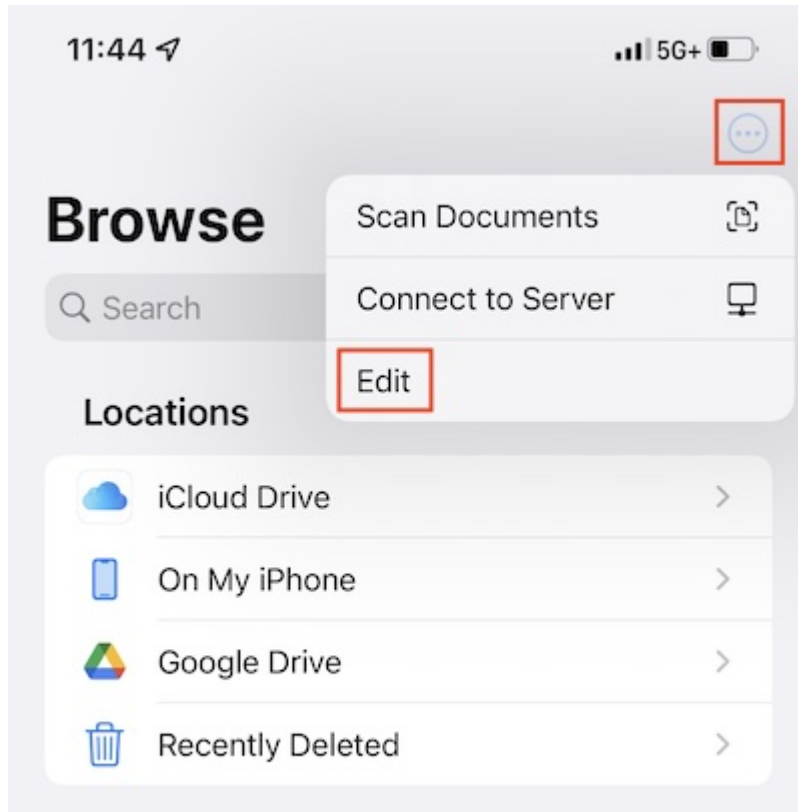 11:44 5G+
Browse
Scan Documents
Search
Connect to Server
Edit
Locations
iCloud Drive
On My iPhone
Google Drive
Recently Deleted